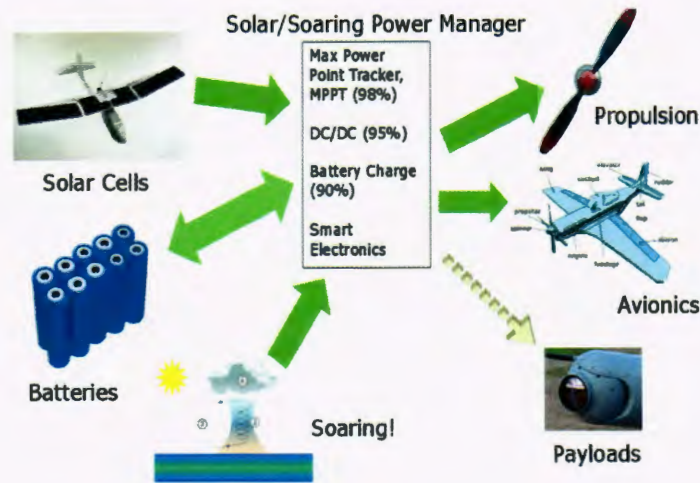 Solar/Soaring Power Manager
Max Power
Point Tracker,
MPPT (98%)
DC/DC (95%)
Battery Charge
(90%)
Smart
Electronics
Solar Cells
Batteries
Soaring!
Propulsion
Avionics
Payloads